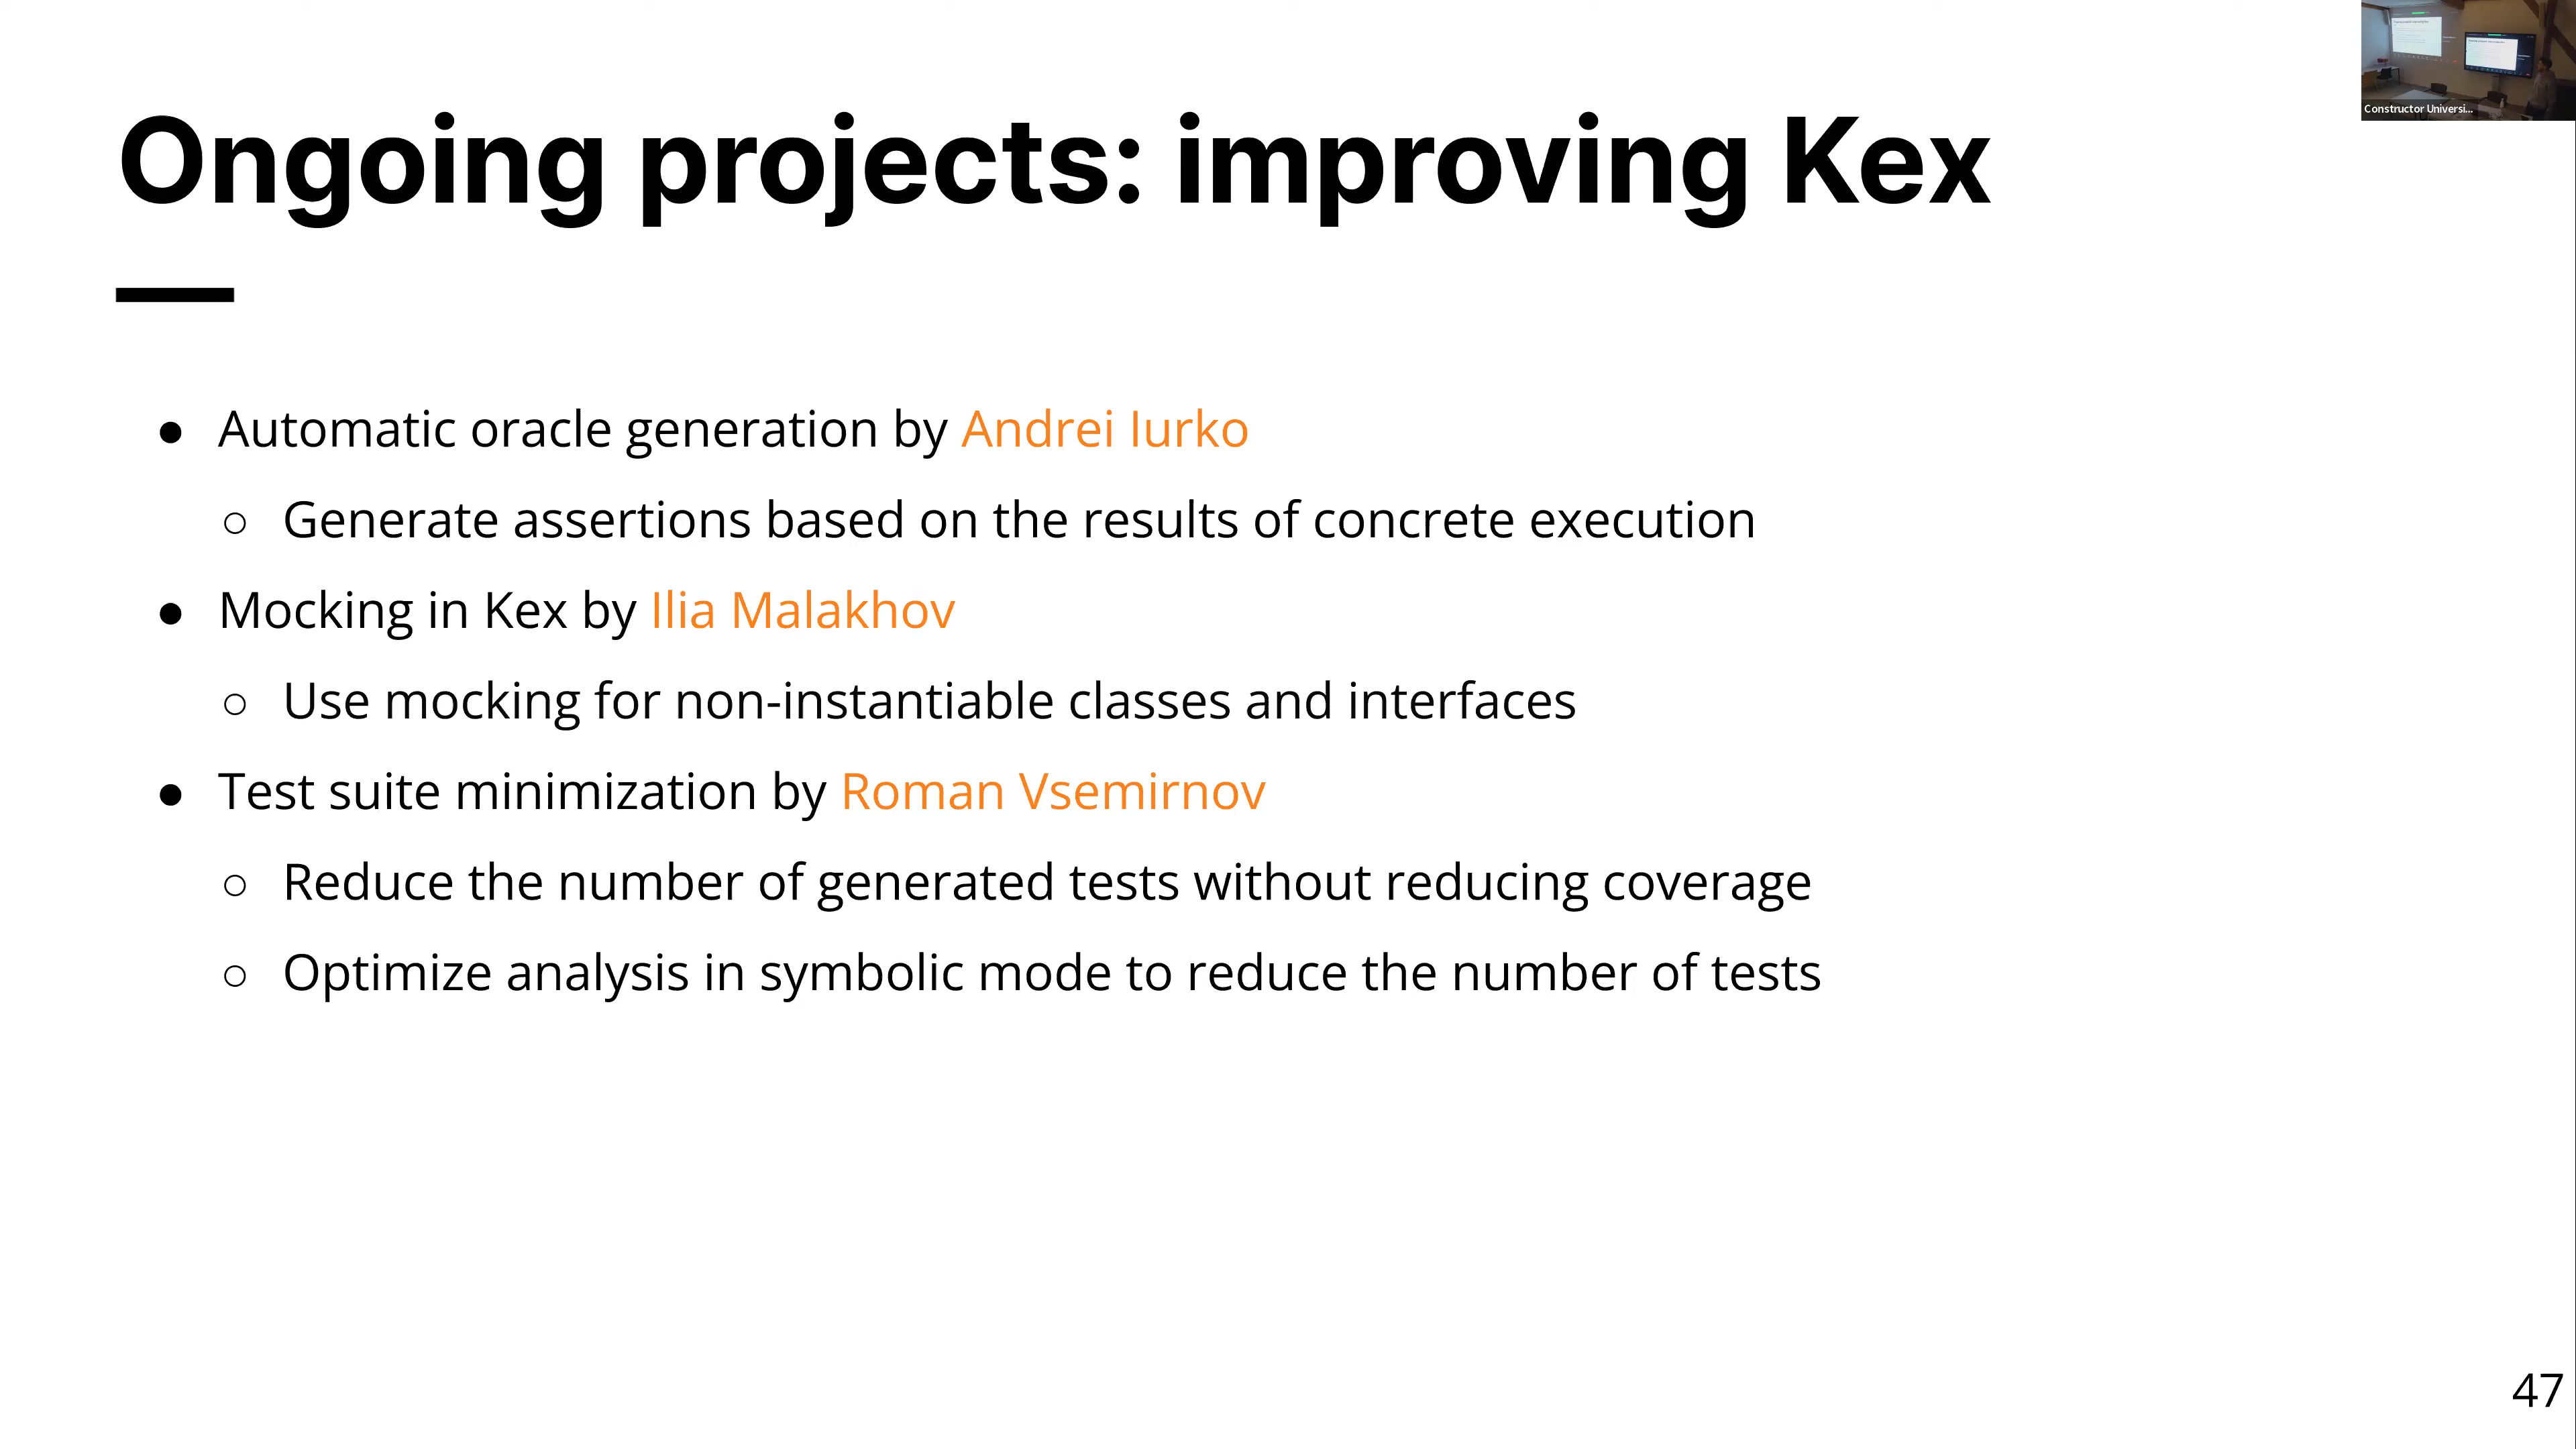 Constructor Universi...
Ongoing projects: improving Kex
● Automatic oracle generation by Andrei Iurko
○ Generate assertions based on the results of concrete execution
● Mocking in Kex by Ilia Malakhov
○ Use mocking for non-instantiable classes and interfaces
● Test suite minimization by Roman Vsemirnov
○ Reduce the number of generated tests without reducing coverage
○ Optimize analysis in symbolic mode to reduce the number of tests
47